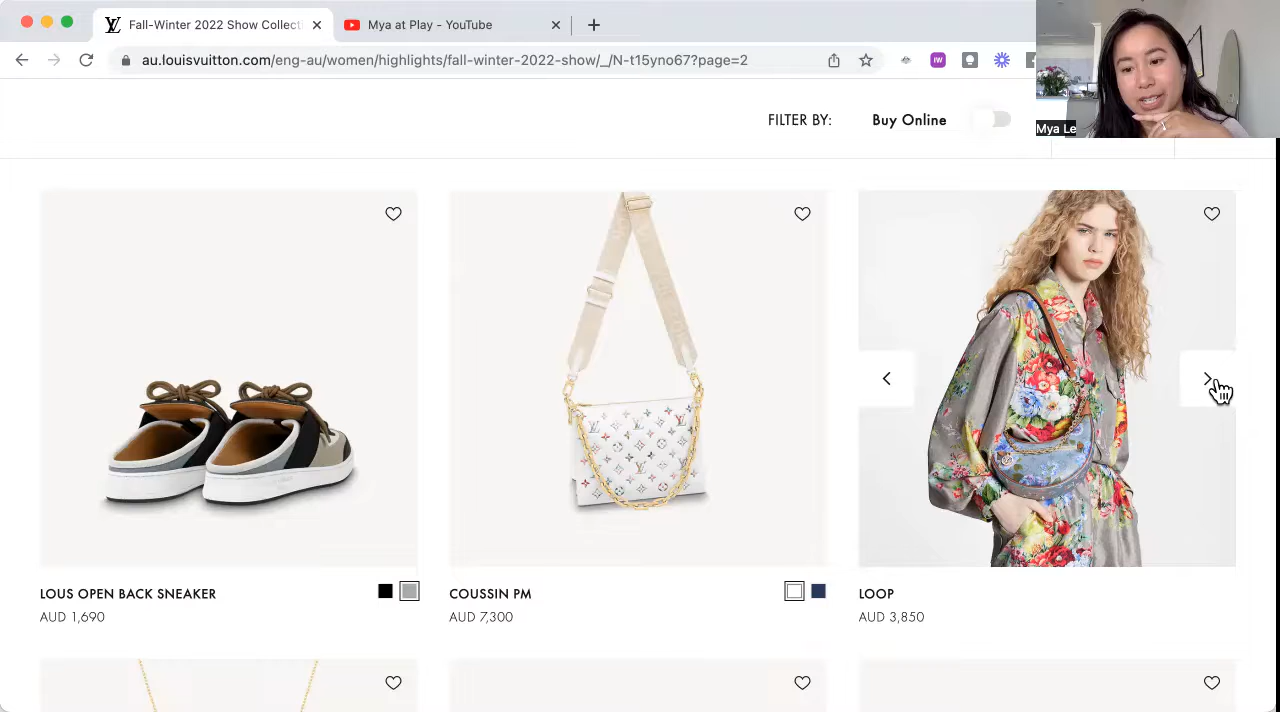 Fall-Winter 2022 Show Collecti
Mya at Play - YouTube
au.louisvuitton.com/eng-au/women/highlights/fall-winter-2022-show/_/N-t15yno67?page=2
IW
Mya Le
FILTER BY: Buy Online
LOUS OPEN BACK SNEAKER
AUD 1,690
COUSSIN PM
AUD 7,300
LOOP
AUD 3,850